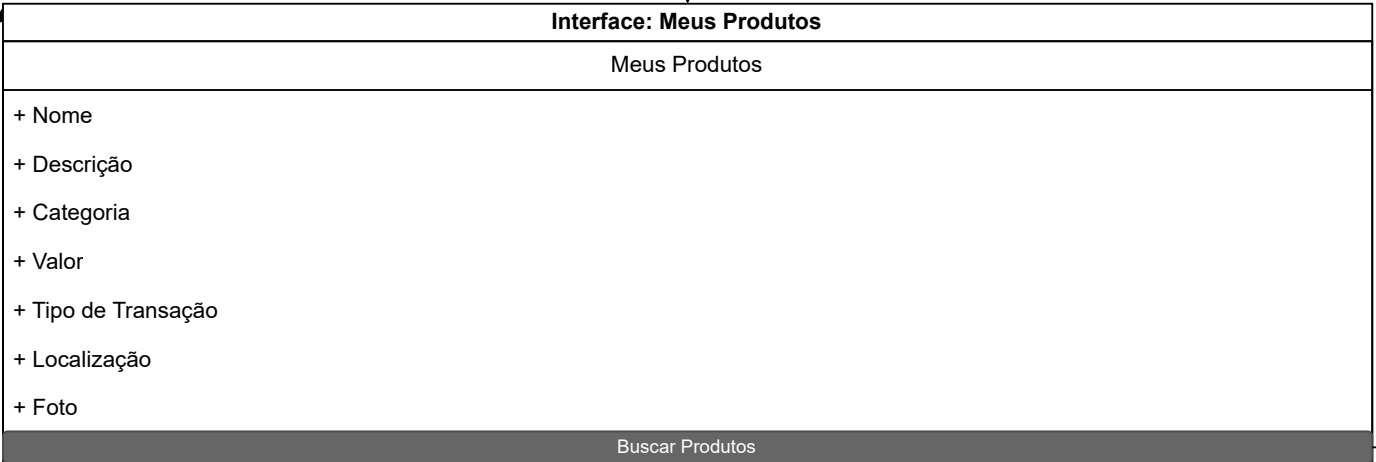 Interface: Meus Produtos
Meus Produtos
+ Nome
+ Descrição
+ Categoria
+ Valor
+ Tipo de Transação
+ Localização
+ Foto
Buscar Produtos